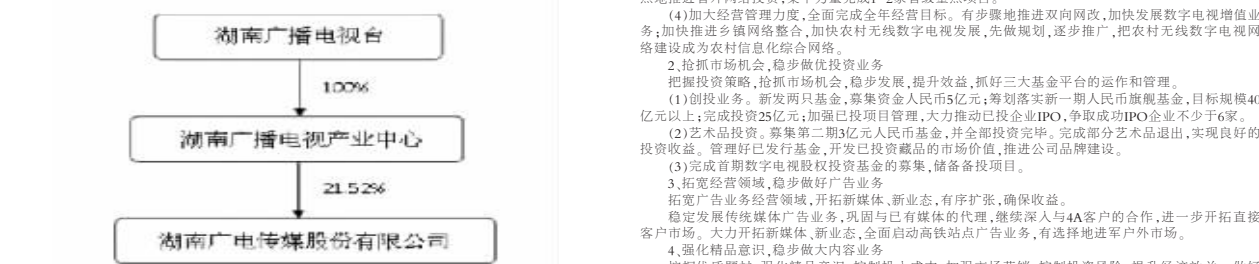 湖南广播电视台
100%
湖南广播电视产业中心
21.52%
湖南广电传媒股份有限公司
(4)加大经营管理力度,全面完成全年经营目标。有步骤地推进双向网改,加快发展数字电视增值业
务;加快推进乡镇网络整合,加快农村无线数字电视发展,先做规划,逐步推广,把农村无线数字电视网
络建设成为农村信息化综合网络。
2、抢抓市场机会,稳步做优投资业务
把握投资策略,抢抓市场机会,稳步发展,提升效益,抓好三大基金平台的运作和管理。
(1)创投业务。新发两只基金,募集资金人民币5亿元;筹划落实新一期人民币旗舰基金,目标规模40
亿元以上;完成投资25亿元;加强已投项目管理,大力推动已投企业IPO,争取成功IPO企业不少于6家。
(2)艺术品投资。募集第二期3亿元人民币基金,并全部投资完毕。完成部分艺术品退出,实现良好的
投资收益。管理好已发行基金,开发已投资藏品的市场价值,推进公司品牌建设。
(3)完成首期数字电视股权投资基金的募集,储备备投项目。
3、拓宽经营领域,稳步做好广告业务
拓宽广告业务经营领域,开拓新媒体、新业态,有序扩张,确保收益。
稳定发展传统媒体广告业务,巩固与已有媒体的代理,继续深入与4A客户的合作,进一步开拓直接
客户市场。大力开拓新媒体、新业态,全面启动高铁站点广告业务,有选择地进军户外市场。
4、强化精品意识,稳步做大内容业务